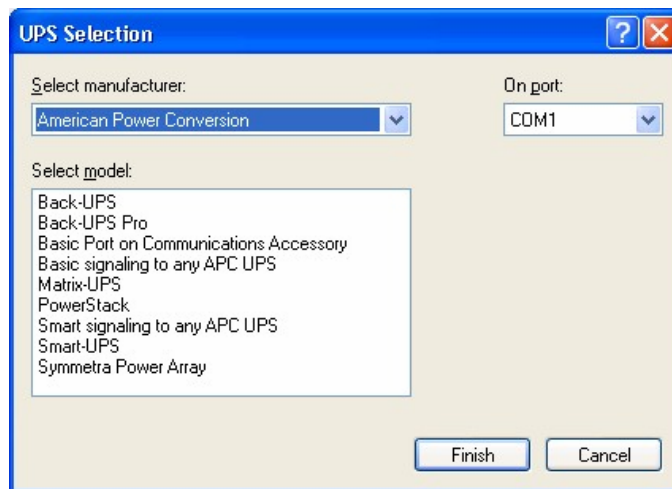 UPS Selection
Select manufacturer:
On port:
American Power Conversion
COM1
Select model:
Back-UPS
Back-UPS Pro
Basic Port on Communications Accessory
Basic signaling to any APC UPS
Matrix-UPS
PowerStack
Smart signaling to any APC UPS
Smart-UPS
Symmetra Power Array
Finish
Cancel